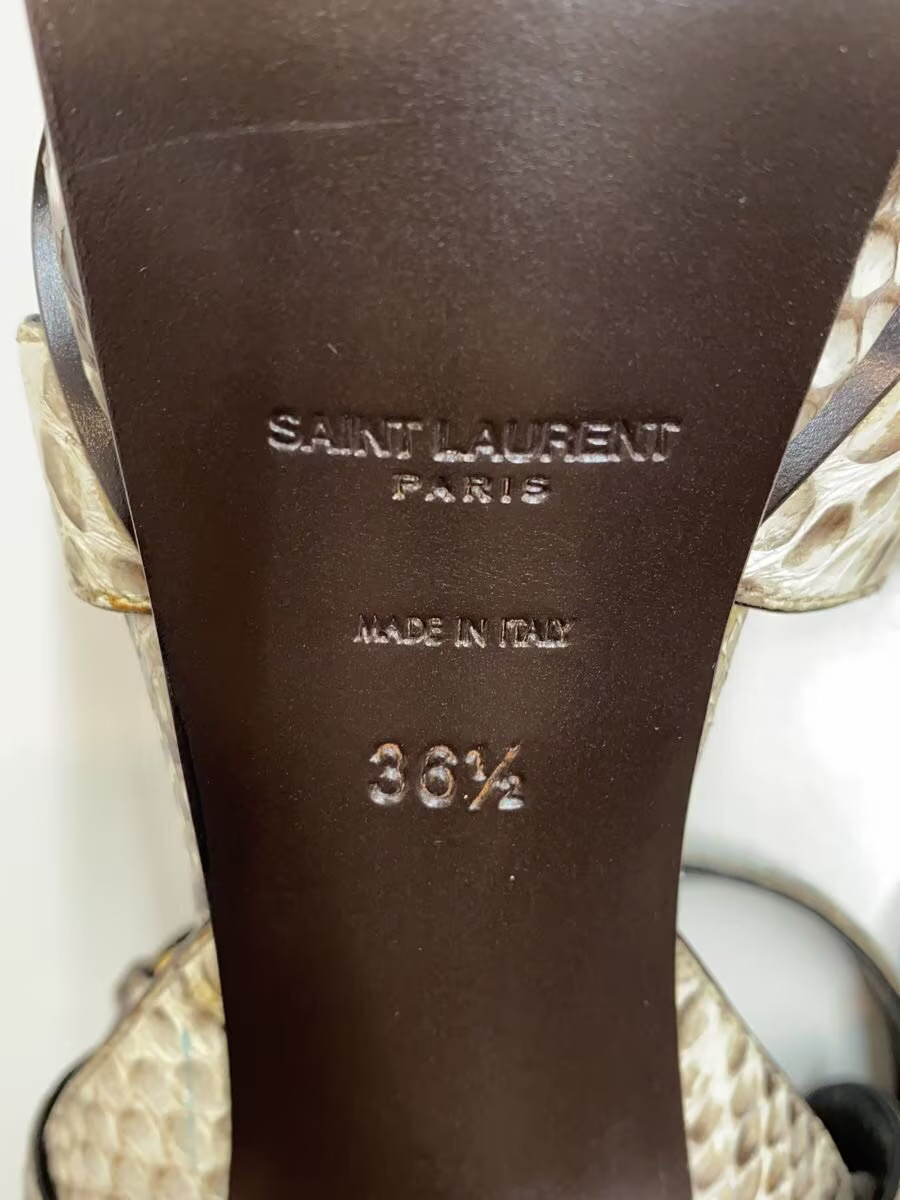 SAINT LAURENT
PARIS
MADE IN ITALY
36½